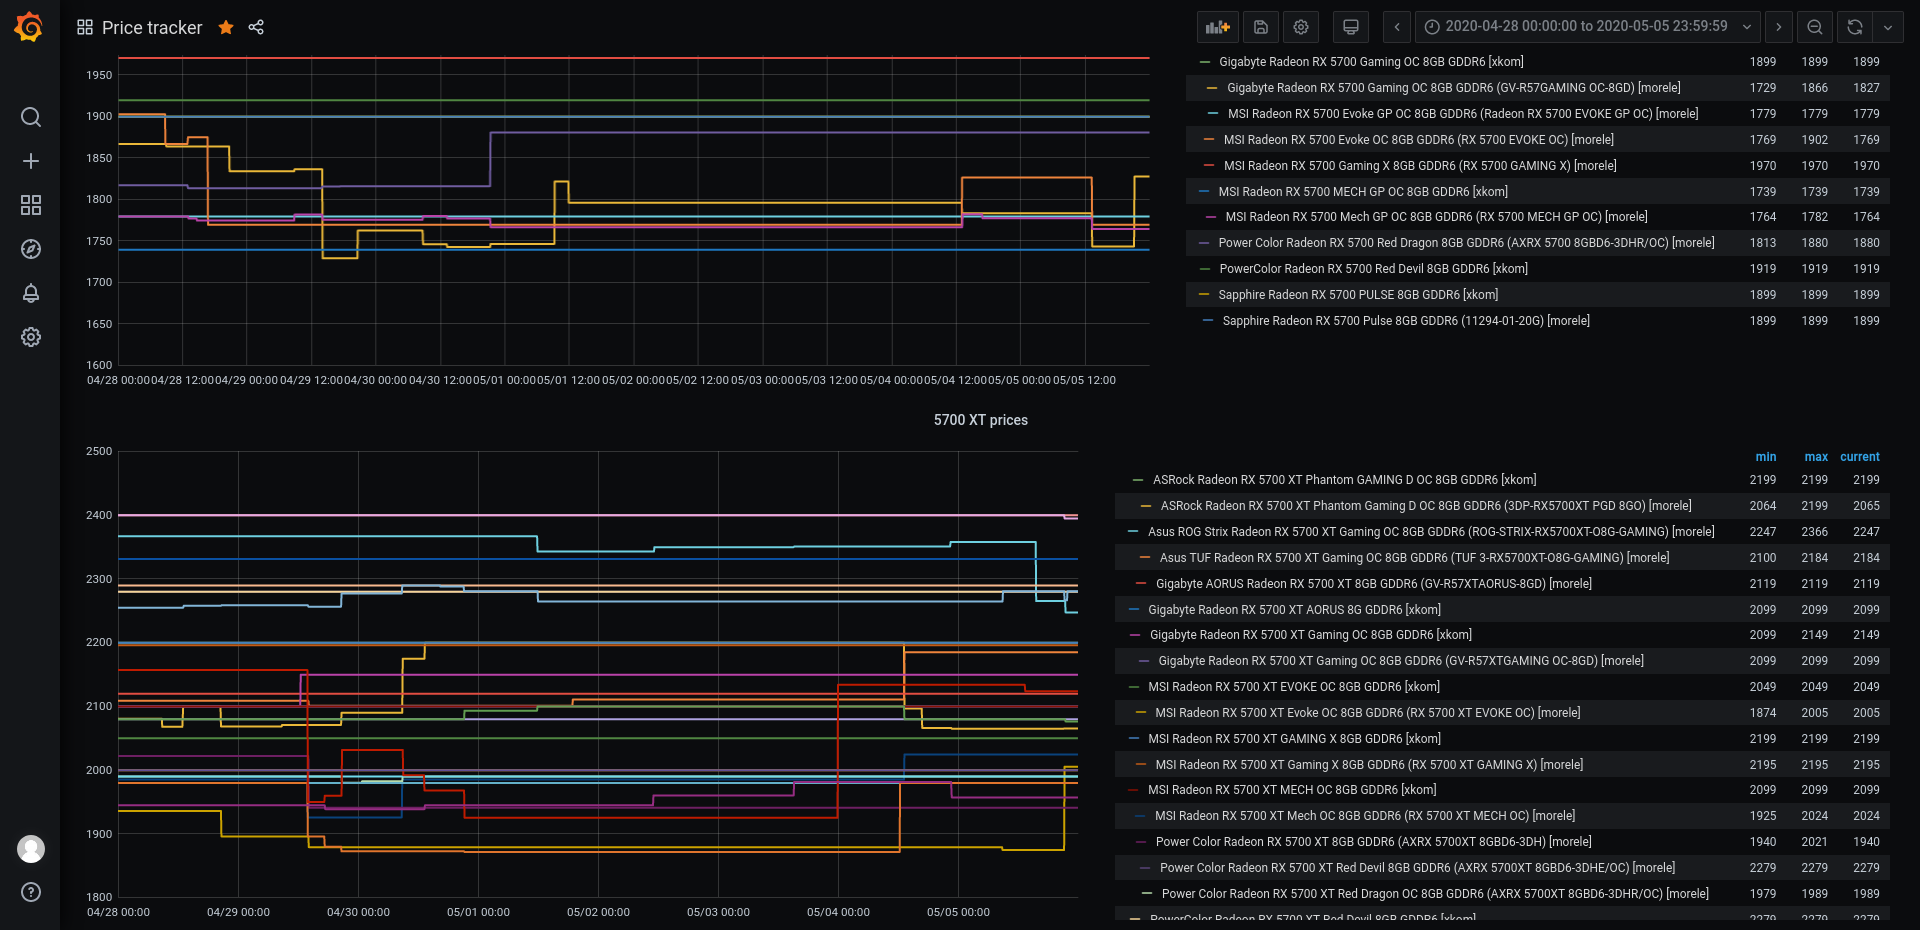 Price tracker
2020-04-28 00:00:00 to 2020-05-05 23:59:59
1950
1900
1850
1800
1750
1700
1650
1600
04/28 00:00 04/28 12:00 04/29 00:00 04/29 12:00 04/30 00:00 04/30 12:00 05/01 00:00 05/01 12:00 05/02 00:00 05/02 12:00 05/03 00:00 05/03 12:00 05/04 00:00 05/04 12:00 05/05 00:00 05/05 12:00
Gigabyte Radeon RX 5700 Gaming OC 8GB GDDR6 [xkom] 1899 1899 1899
Gigabyte Radeon RX 5700 Gaming OC 8GB GDDR6 (GV-R57GAMING OC-8GD) [morele] 1729 1866 1827
MSI Radeon RX 5700 Evoke GP OC 8GB GDDR6 (Radeon RX 5700 EVOKE GP OC) [morele] 1779 1779 1779
MSI Radeon RX 5700 Evoke OC 8GB GDDR6 (RX 5700 EVOKE OC) [morele] 1769 1902 1769
MSI Radeon RX 5700 Gaming X 8GB GDDR6 (RX 5700 GAMING X) [morele] 1970 1970 1970
MSI Radeon RX 5700 MECH GP OC 8GB GDDR6 [xkom] 1739 1739 1739
MSI Radeon RX 5700 Mech GP OC 8GB GDDR6 (RX 5700 MECH GP OC) [morele] 1764 1782 1764
Power Color Radeon RX 5700 Red Dragon 8GB GDDR6 (AXRX 5700 8GBD6-3DHR/OC) [morele] 1813 1880 1880
PowerColor Radeon RX 5700 Red Devil 8GB GDDR6 [xkom] 1919 1919 1919
Sapphire Radeon RX 5700 PULSE 8GB GDDR6 [xkom] 1899 1899 1899
Sapphire Radeon RX 5700 Pulse 8GB GDDR6 (11294-01-20G) [morele] 1899 1899 1899
5700 XT prices
2500
2400
2300
2200
2100
2000
1900
1800
04/28 00:00 04/29 00:00 04/30 00:00 05/01 00:00 05/02 00:00 05/03 00:00 05/04 00:00 05/05 00:00
min max current
ASRock Radeon RX 5700 XT Phantom GAMING D OC 8GB GDDR6 [xkom] 2199 2199 2199
ASRock Radeon RX 5700 XT Phantom Gaming D OC 8GB GDDR6 (3DP-RX5700XT PGD 8GO) [morele] 2064 2199 2065
Asus ROG Strix Radeon RX 5700 XT Gaming OC 8GB GDDR6 (ROG-STRIX-RX5700XT-O8G-GAMING) [morele] 2247 2366 2247
Asus TUF Radeon RX 5700 XT Gaming OC 8GB GDDR6 (TUF 3-RX5700XT-O8G-GAMING) [morele] 2100 2184 2184
Gigabyte AORUS Radeon RX 5700 XT 8GB GDDR6 (GV-R57XTAORUS-8GD) [morele] 2119 2119 2119
Gigabyte Radeon RX 5700 XT AORUS 8G GDDR6 [xkom] 2099 2099 2099
Gigabyte Radeon RX 5700 XT Gaming OC 8GB GDDR6 [xkom] 2099 2149 2149
Gigabyte Radeon RX 5700 XT Gaming OC 8GB GDDR6 (GV-R57XTGAMING OC-8GD) [morele] 2099 2099 2099
MSI Radeon RX 5700 XT EVOKE OC 8GB GDDR6 [xkom] 2049 2049 2049
MSI Radeon RX 5700 XT Evoke OC 8GB GDDR6 (RX 5700 XT EVOKE OC) [morele] 1874 2005 2005
MSI Radeon RX 5700 XT GAMING X 8GB GDDR6 [xkom] 2199 2199 2199
MSI Radeon RX 5700 XT Gaming X 8GB GDDR6 (RX 5700 XT GAMING X) [morele] 2195 2195 2195
MSI Radeon RX 5700 XT MECH OC 8GB GDDR6 [xkom] 2099 2099 2099
MSI Radeon RX 5700 XT Mech OC 8GB GDDR6 (RX 5700 XT MECH OC) [morele] 1925 2024 2024
Power Color Radeon RX 5700 XT 8GB GDDR6 (AXRX 5700XT 8GBD6-3DH) [morele] 1940 2021 1940
Power Color Radeon RX 5700 XT Red Devil 8GB GDDR6 (AXRX 5700XT 8GBD6-3DHE/OC) [morele] 2279 2279 2279
Power Color Radeon RX 5700 XT Red Dragon OC 8GB GDDR6 (AXRX 5700XT 8GBD6-3DHR/OC) [morele] 1979 1989 1989
PowerColor Radeon RX 5700 XT Red Devil 8GB GDDR6 [xkom] 2279 2279 2279